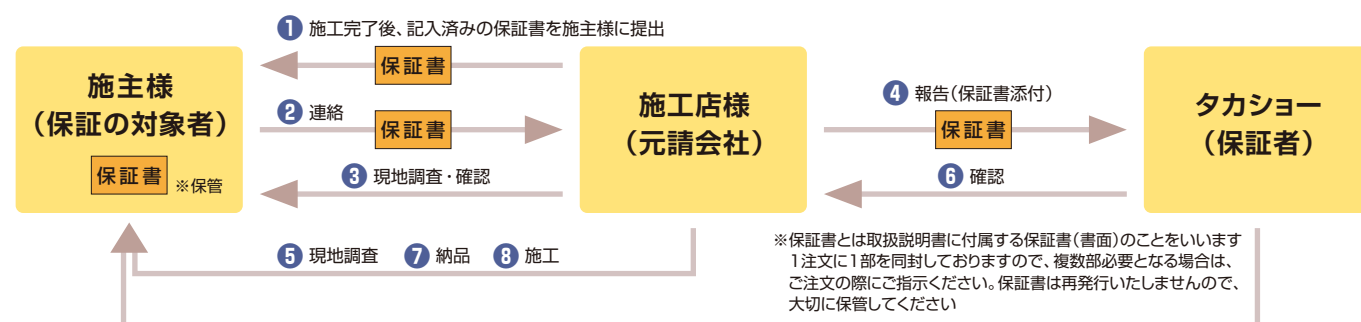 ❶ 施工完了後、記入済みの保証書を施主様に提出
保証書
施主様
(保証の対象者)
保証書 ※保管
❷ 連絡
保証書
❸ 現地調査・確認
施工店様
(元請会社)
❹ 報告(保証書添付)
保証書
❻ 確認
タカショー
(保証者)
❺ 現地調査 ❼ 納品 ❽ 施工
※保証書とは取扱説明書に付属する保証書(書面)のことをいいます
1注文に1部を同封しておりますので、複数部必要となる場合は、
ご注文の際にご指示ください。保証書は再発行いたしませんので、
大切に保管してください